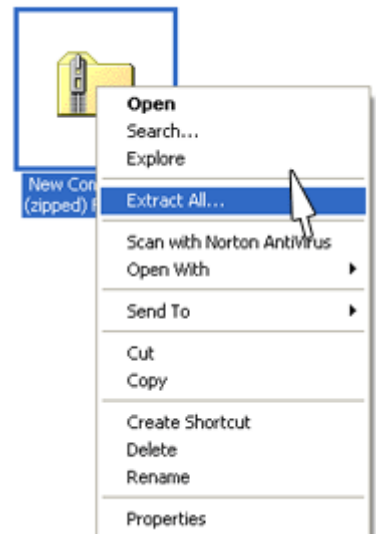 New Con
(zipped) F
Open
Search...
Explore
Extract All...
Scan with Norton AntiVirus
Open With
Send To
Cut
Copy
Create Shortcut
Delete
Rename
Properties